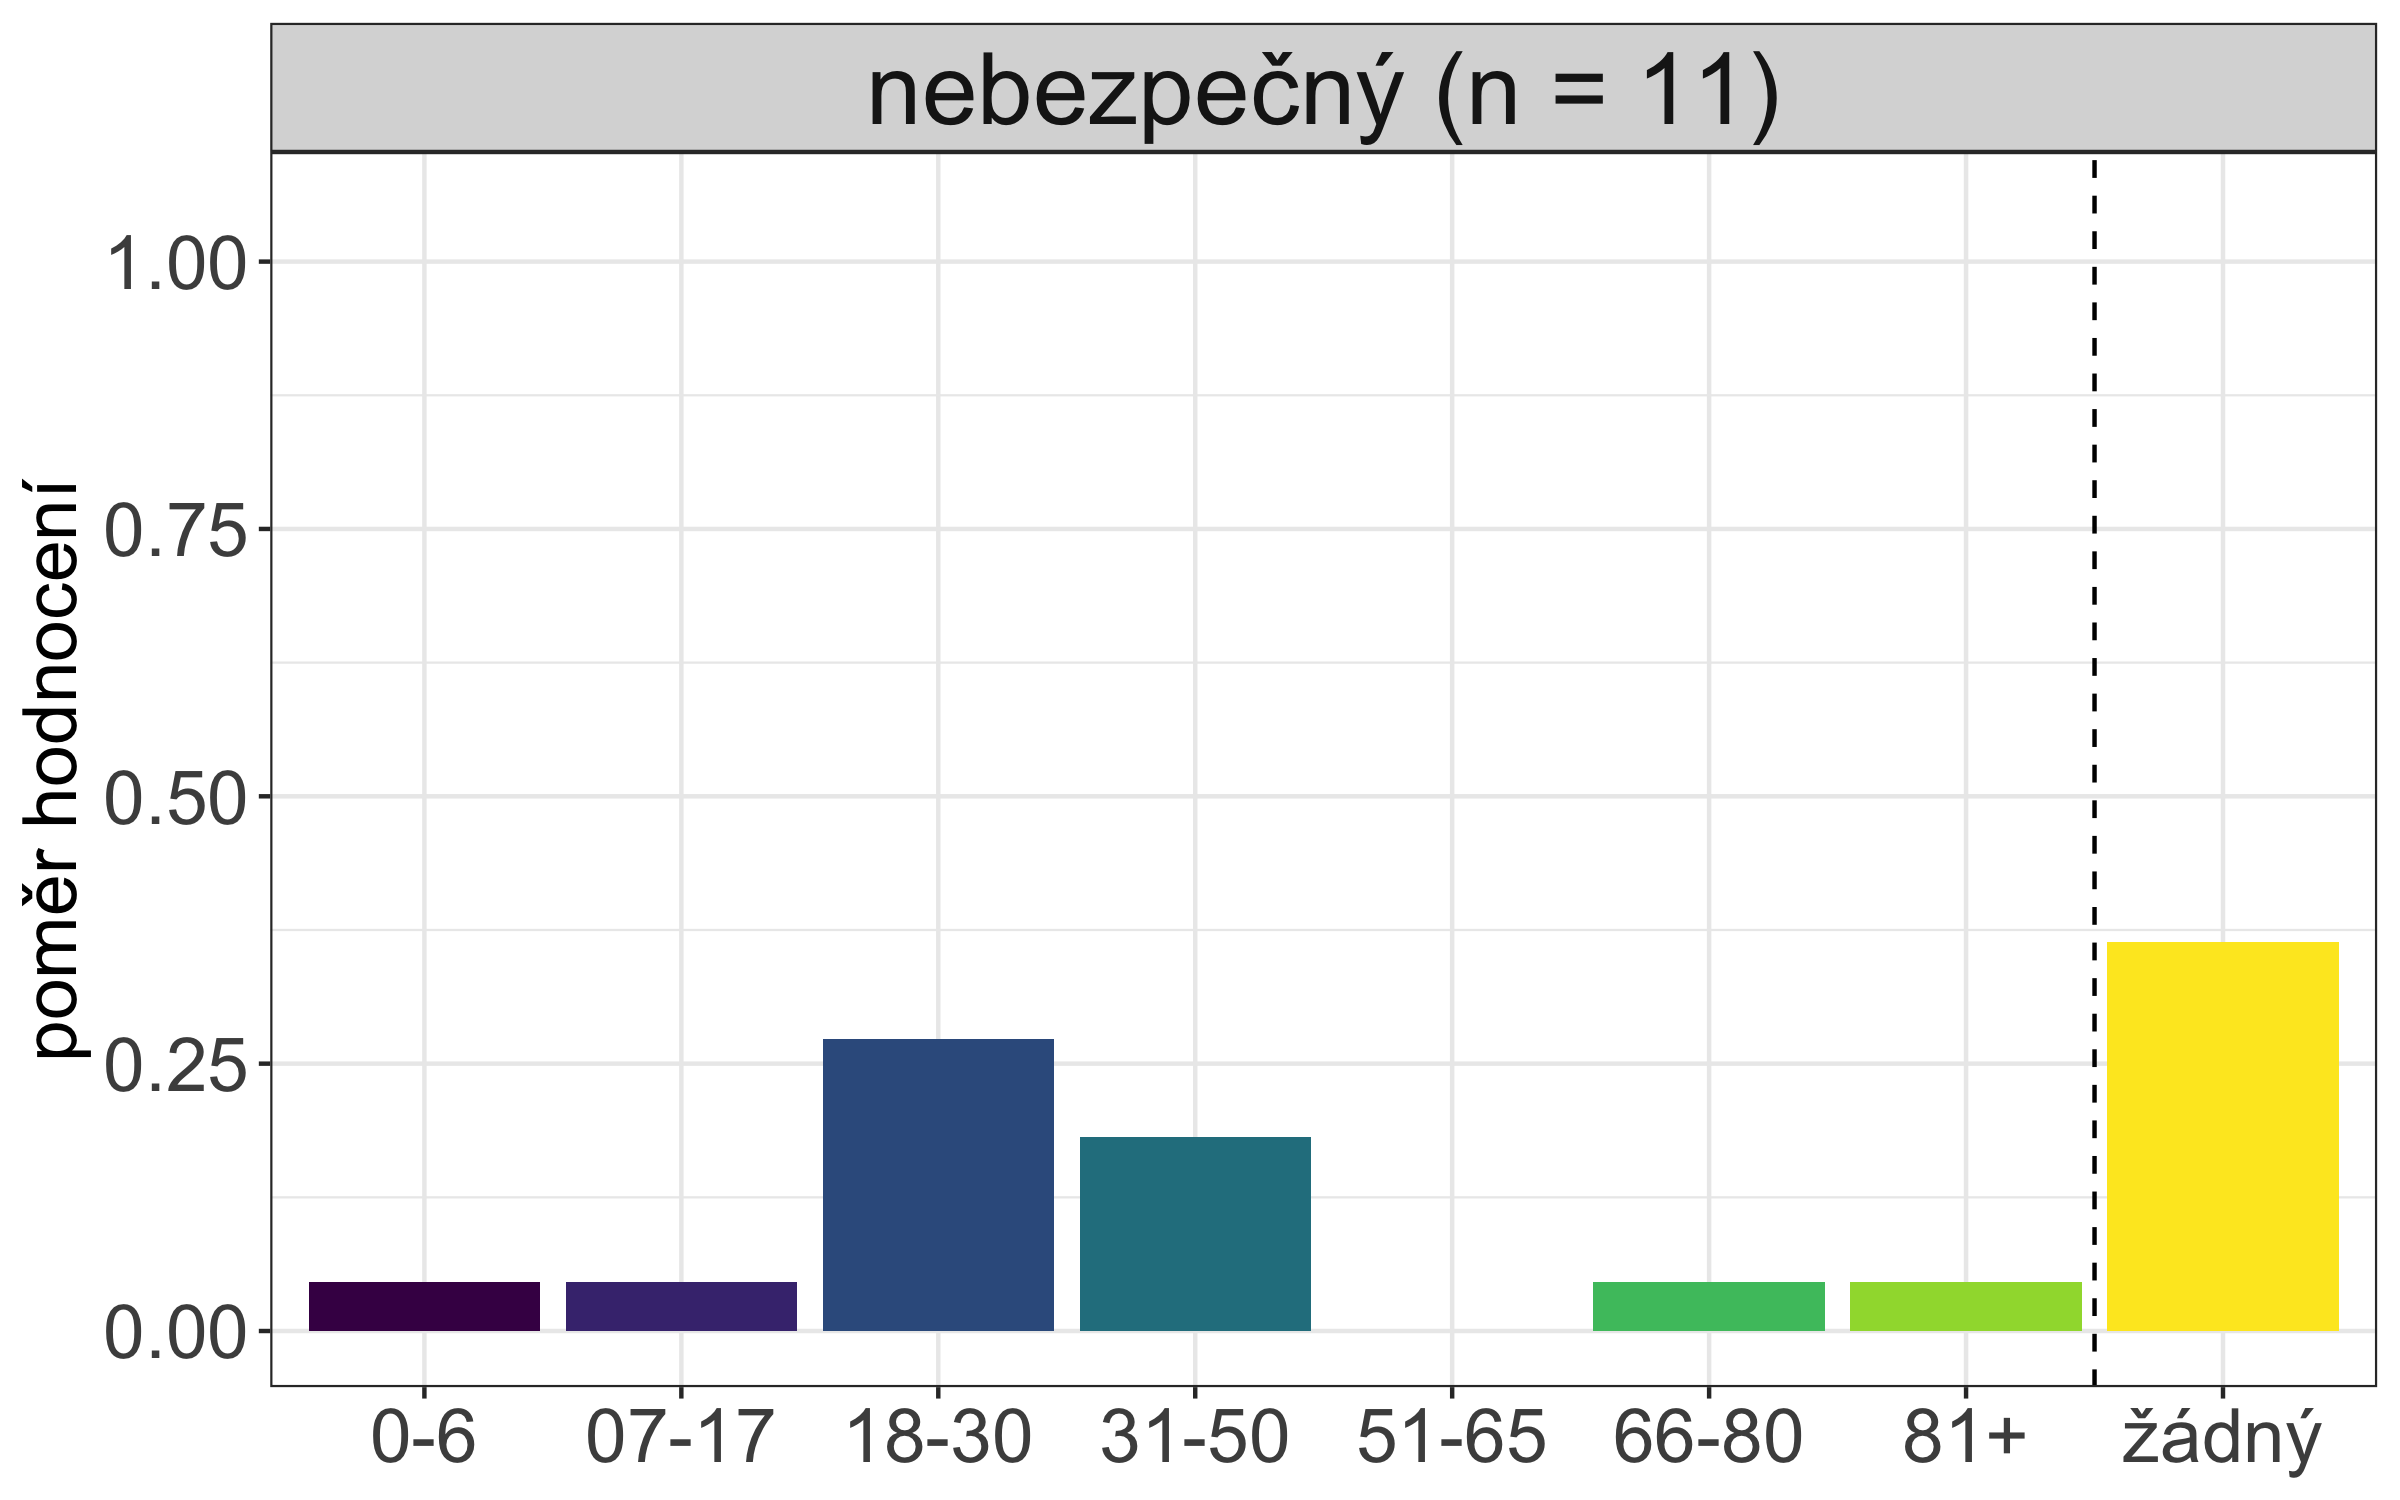 nebezpečný (n = 11)
poměr hodnocení
1.00
0.75
0.50
0.25
0.00
0-6 07-17 18-30 31-50 51-65 66-80 81+ žádný